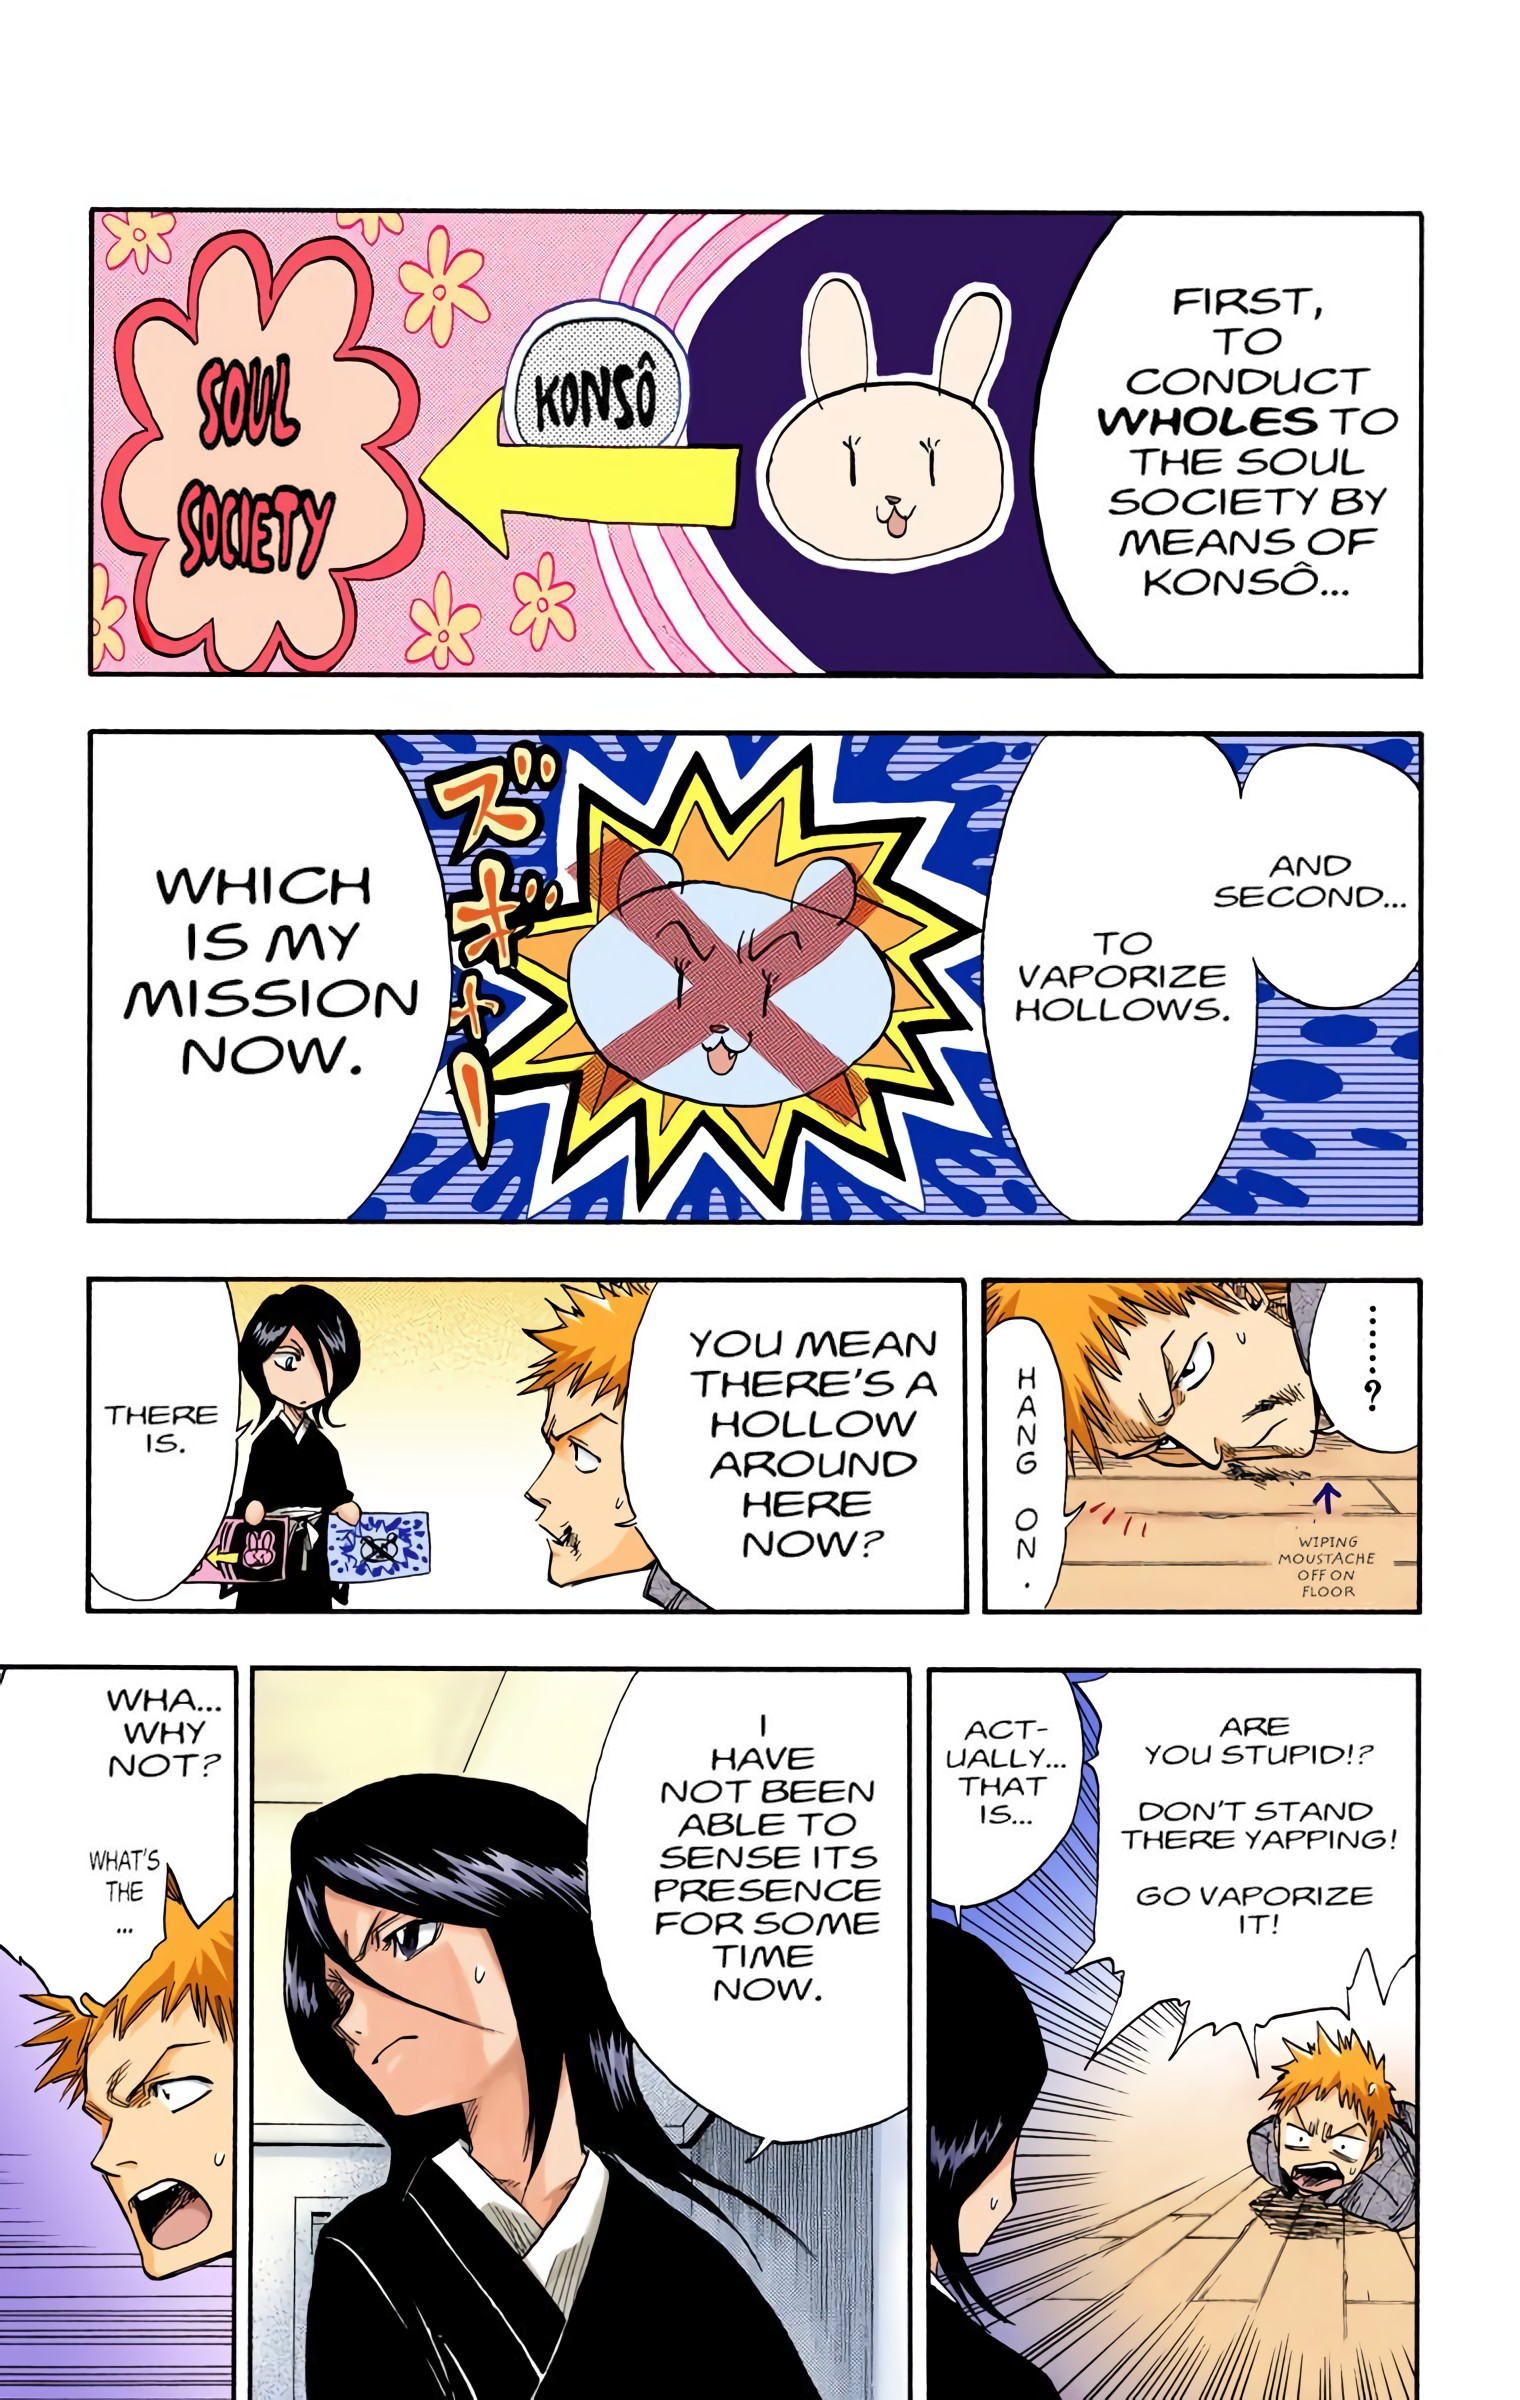 FIRST,
TO
CONDUCT
WHOLES TO
THE SOUL
SOCIETY BY
MEANS OF
KONSÔ...
KONSÔ
SOUL
SOCIETY
AND
SECOND...
TO
VAPORIZE
HOLLOWS.
ズギャー
WHICH
IS MY
MISSION
NOW.
.......?
HANG ON.
WIPING
MOUSTACHE
OFF ON
FLOOR
YOU MEAN
THERE'S A
HOLLOW
AROUND
HERE
NOW?
THERE
IS.
ARE
YOU STUPID!?
DON'T STAND
THERE YAPPING!
GO VAPORIZE
IT!
ACT-
UALLY...
THAT
IS...
I
HAVE
NOT BEEN
ABLE TO
SENSE ITS
PRESENCE
FOR SOME
TIME
NOW.
WHA...
WHY
NOT?
WHAT'S
THE
...